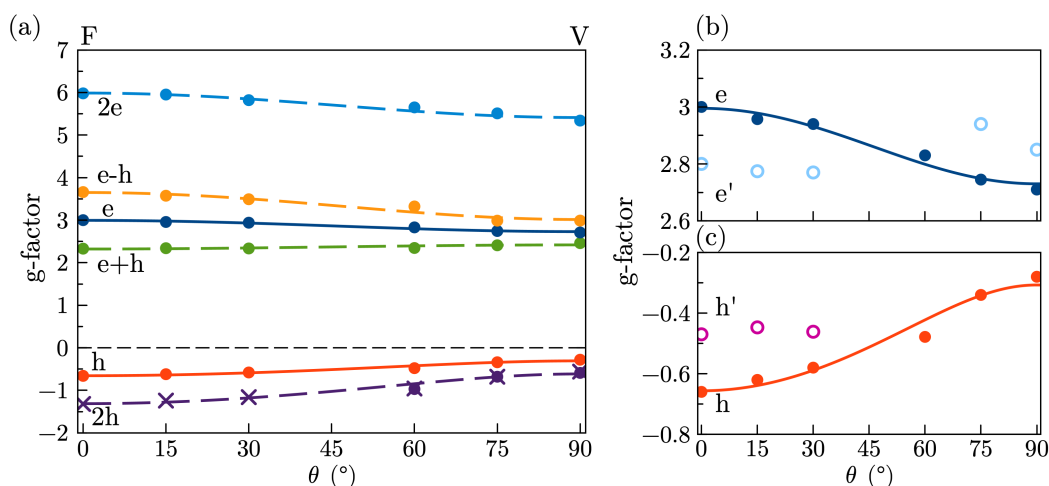 (a)
F
V
g-factor
7
6
5
4
3
2
1
0
−1
−2
2e
e-h
e
e+h
h
2h
0
15
30
45
60
75
90
θ (°)
(b)
g-factor
3.2
3
2.8
2.6
e
e'
(c)
−0.2
−0.4
−0.6
−0.8
h'
h
0
15
30
45
60
75
90
θ (°)